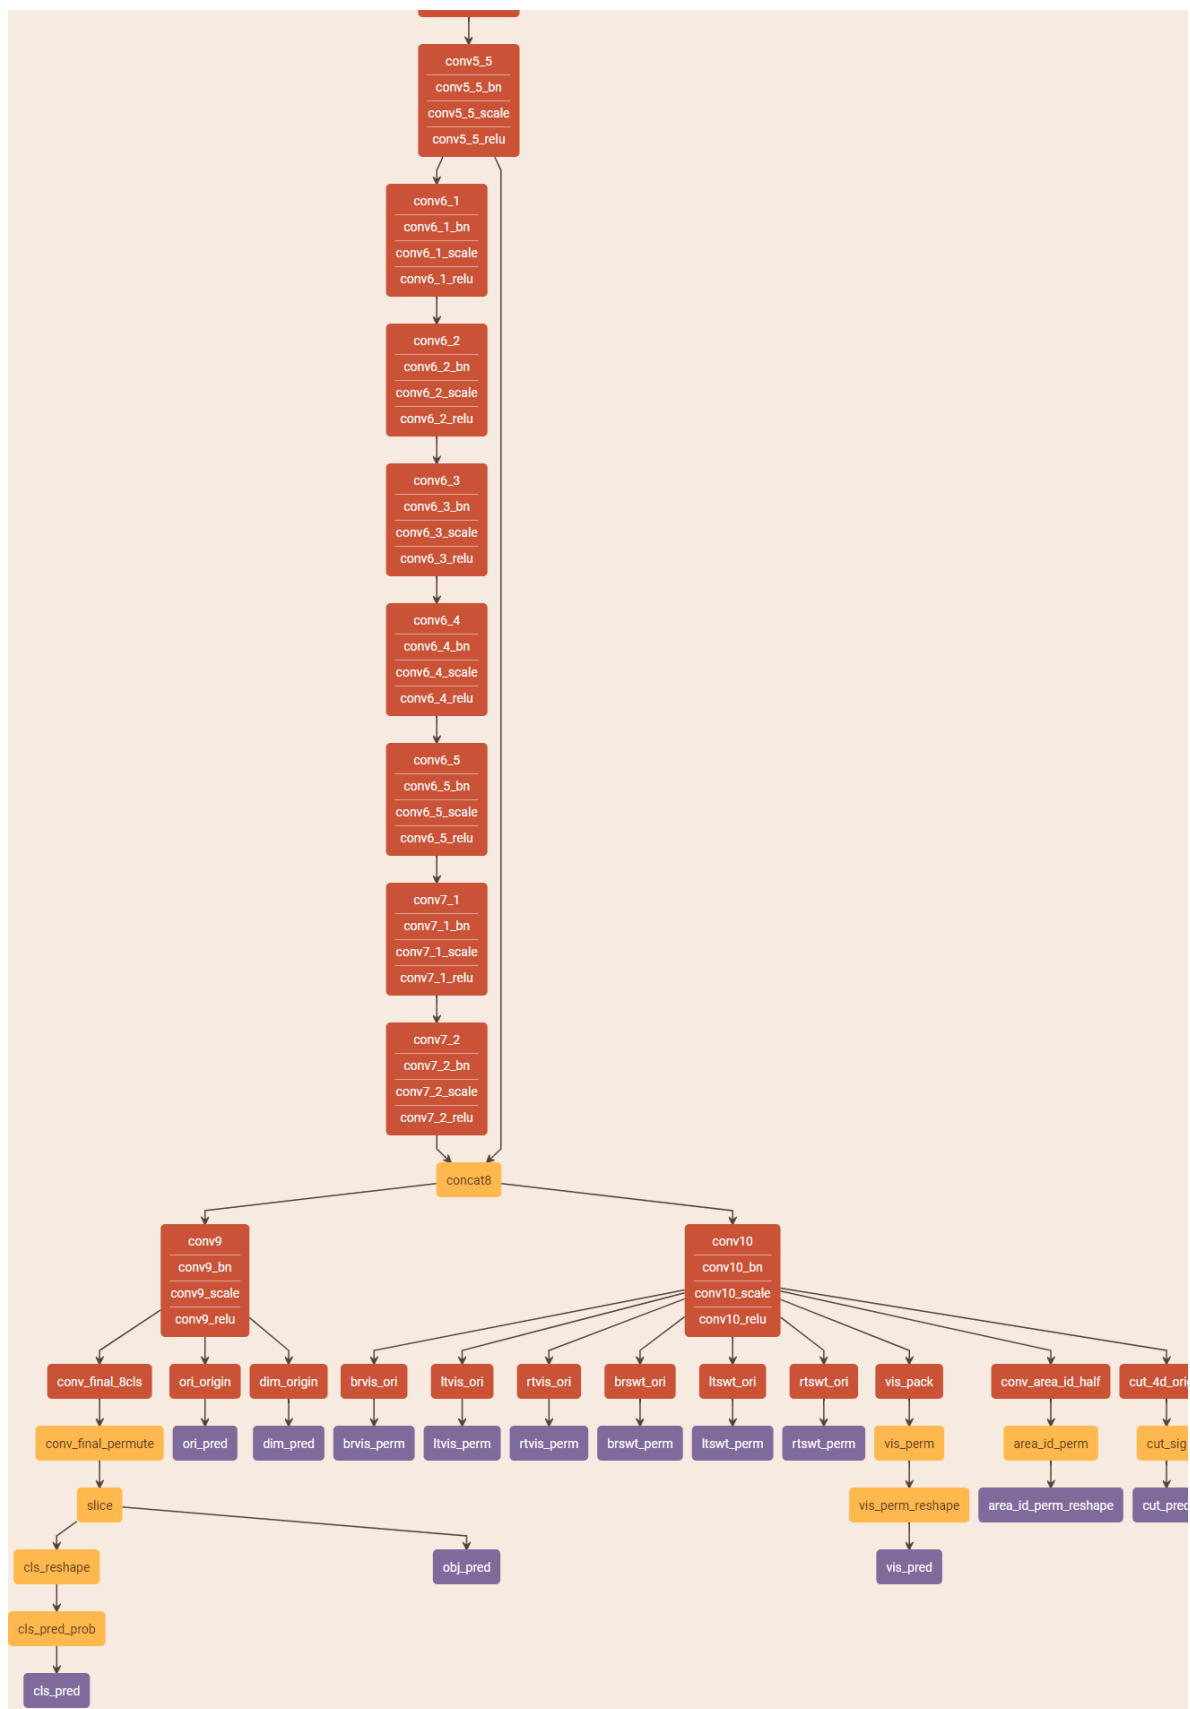 conv5_5
conv5_5_bn
conv5_5_scale
conv5_5_relu
conv6_1
conv6_1_bn
conv6_1_scale
conv6_1_relu
conv6_2
conv6_2_bn
conv6_2_scale
conv6_2_relu
conv6_3
conv6_3_bn
conv6_3_scale
conv6_3_relu
conv6_4
conv6_4_bn
conv6_4_scale
conv6_4_relu
conv6_5
conv6_5_bn
conv6_5_scale
conv6_5_relu
conv7_1
conv7_1_bn
conv7_1_scale
conv7_1_relu
conv7_2
conv7_2_bn
conv7_2_scale
conv7_2_relu
concat8
conv9
conv9_bn
conv9_scale
conv9_relu
conv10
conv10_bn
conv10_scale
conv10_relu
conv_final_8cls ori_origin dim_origin brvis_ori ltvis_ori rtvis_ori brswt_ori ltswt_ori rtswt_ori vis_pack conv_area_id_half cut_4d_orig
conv_final_permute ori_pred dim_pred brvis_perm ltvis_perm rtvis_perm brswt_perm ltswt_perm rtswt_perm vis_perm area_id_perm cut_sig
slice vis_perm_reshape area_id_perm_reshape cut_pred
cls_reshape obj_pred vis_pred
cls_pred_prob
cls_pred